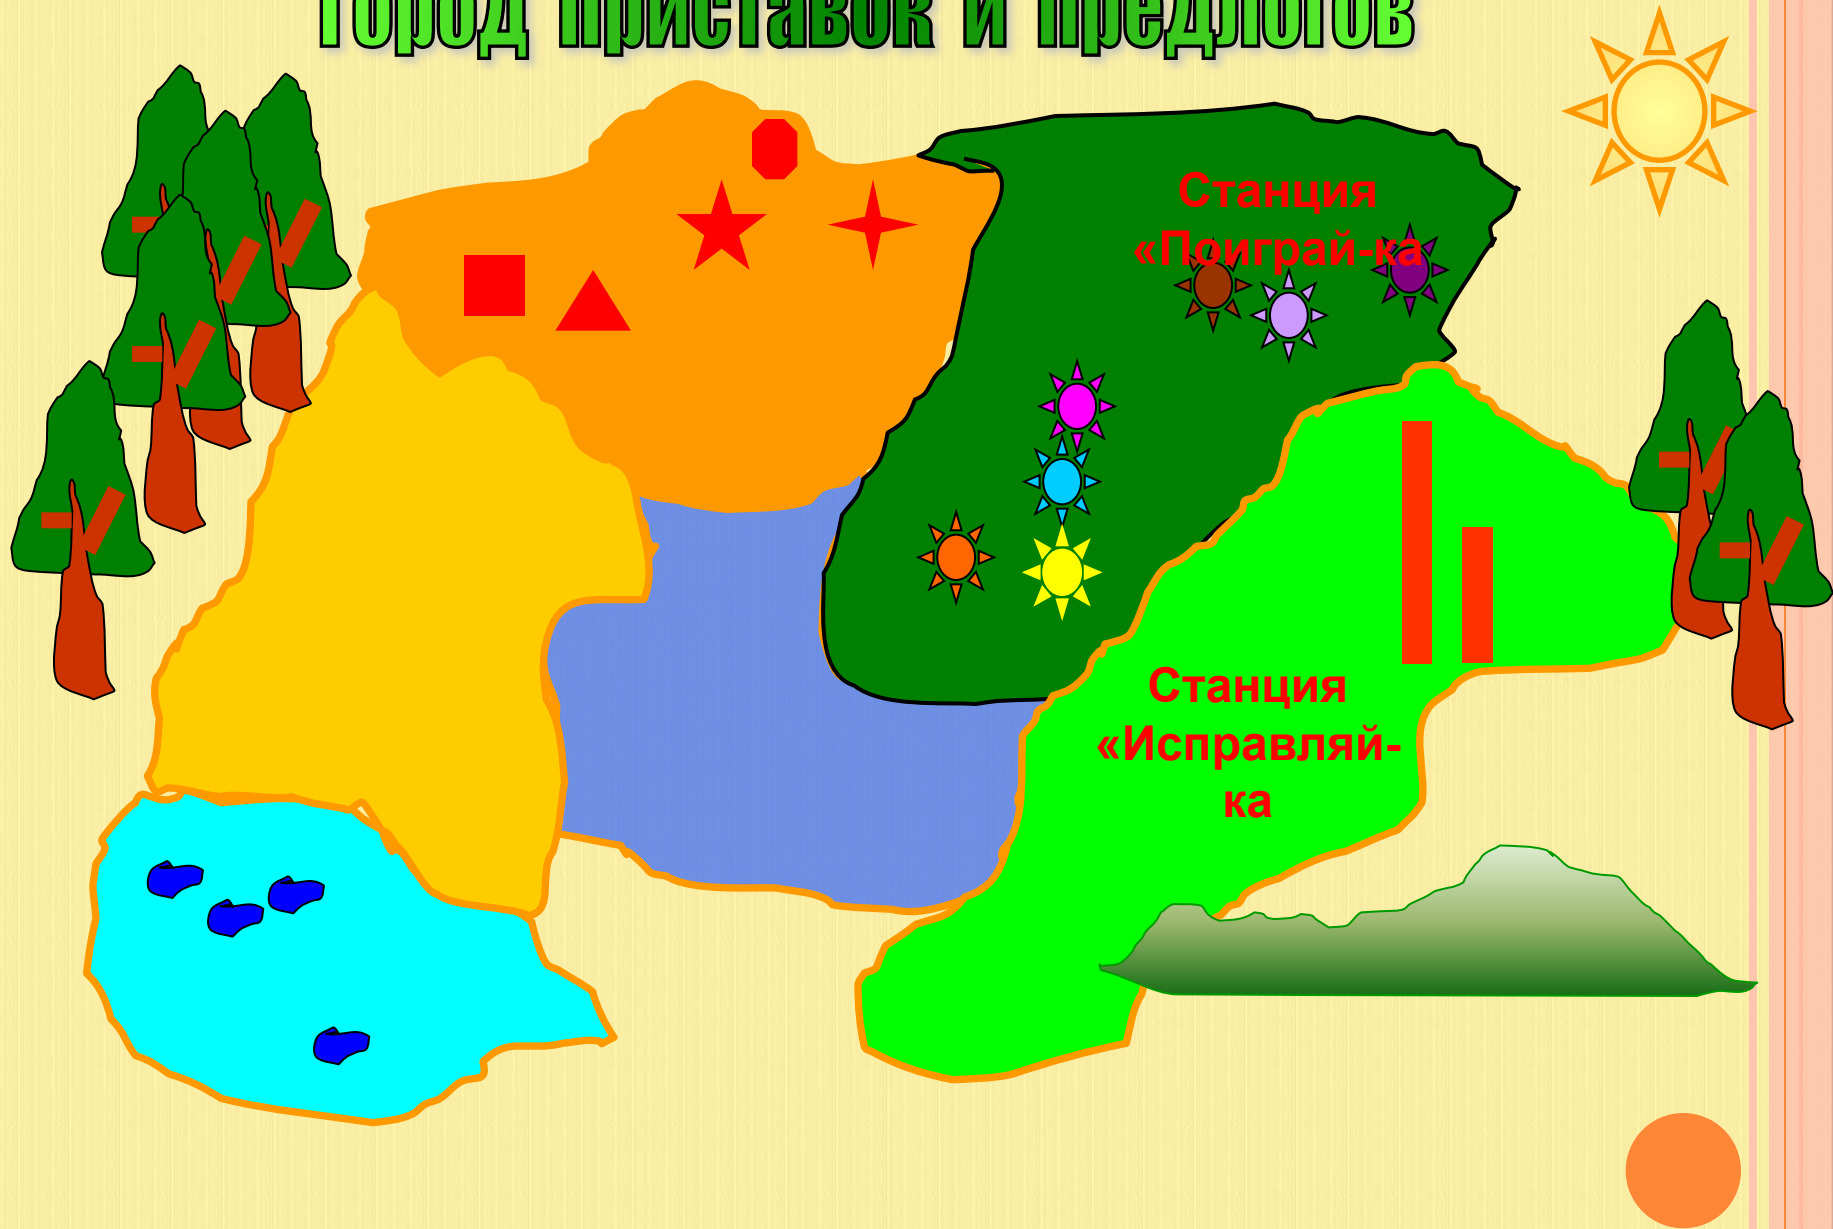 Город приставок и предлогов
Станция
«Поиграй-ка
Станция
«Исправляй-
ка